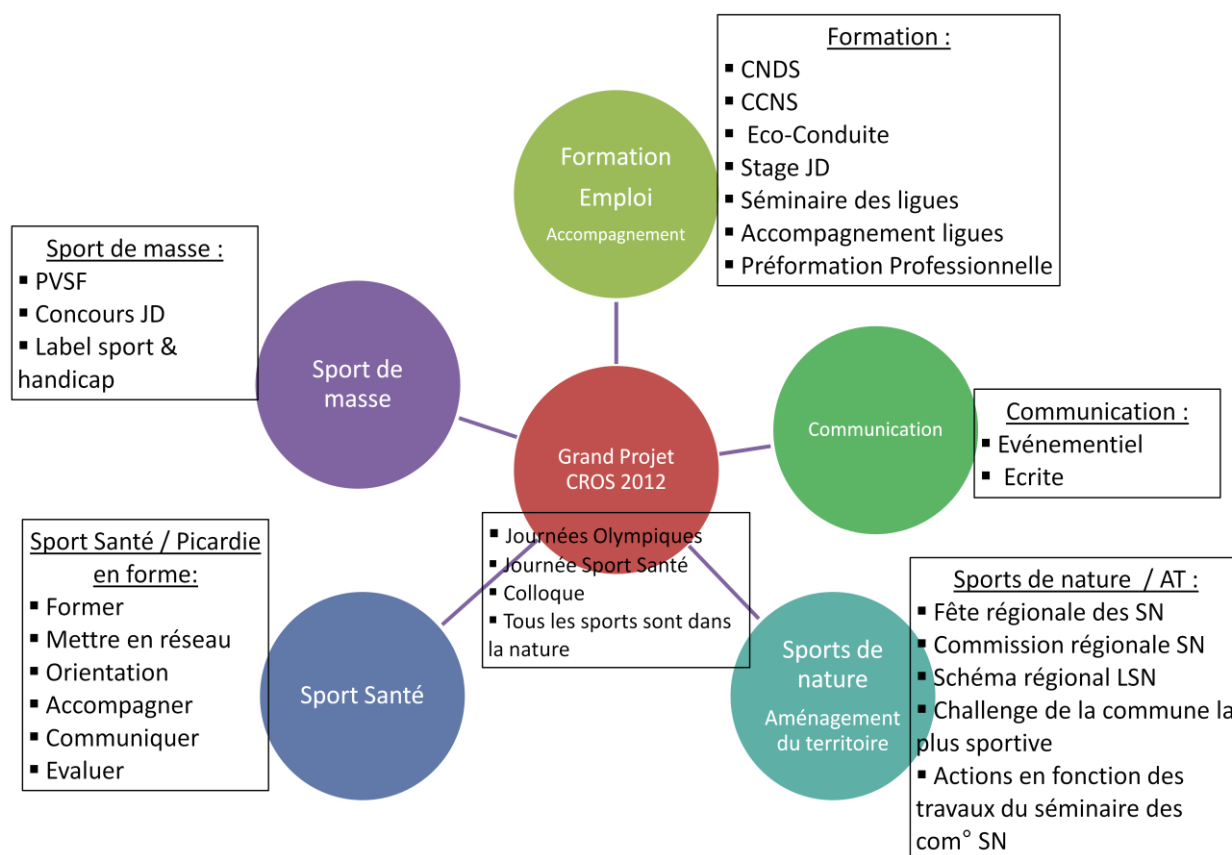 Formation :
▪ CNDS
▪ CCNS
▪ Eco-Conduite
▪ Stage JD
▪ Séminaire des ligues
▪ Accompagnement ligues
▪ Préformation Professionnelle
Formation
Emploi
Accompagnement
Sport de masse :
▪ PVSF
▪ Concours JD
▪ Label sport &
handicap
Sport de
masse
Communication
Communication :
▪ Evénementiel
▪ Ecrite
Grand Projet
CROS 2012
▪ Journées Olympiques
▪ Journée Sport Santé
▪ Colloque
▪ Tous les sports sont dans
la nature
Sport Santé / Picardie
en forme:
▪ Former
▪ Mettre en réseau
▪ Orientation
▪ Accompagner
▪ Communiquer
▪ Evaluer
Sport Santé
Sports de
nature
Aménagement
du territoire
Sports de nature / AT :
▪ Fête régionale des SN
▪ Commission régionale SN
▪ Schéma régional LSN
▪ Challenge de la commune la
plus sportive
▪ Actions en fonction des
travaux du séminaire des
com° SN